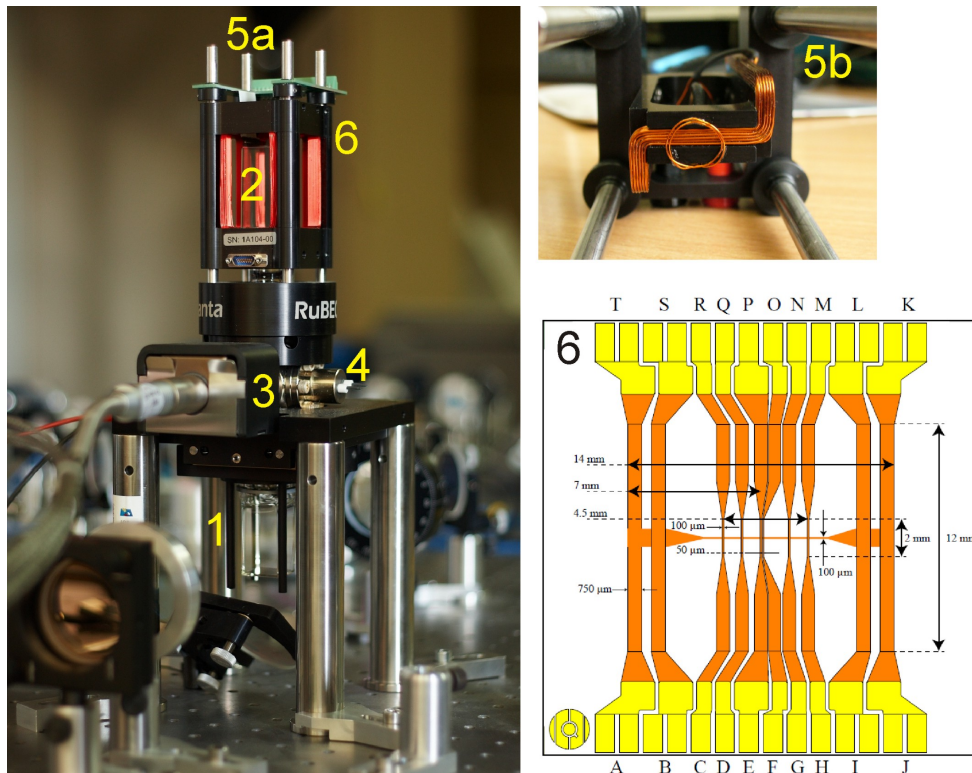 5a
6
2
SN: 1A104-00
anta RuBEC
3
4
1
5b
6
T S R Q P O N M L K
14 mm
7 mm
4.5 mm
100 µm
50 µm
100 µm
2 mm
12 mm
750 µm
A B C D E F G H I J